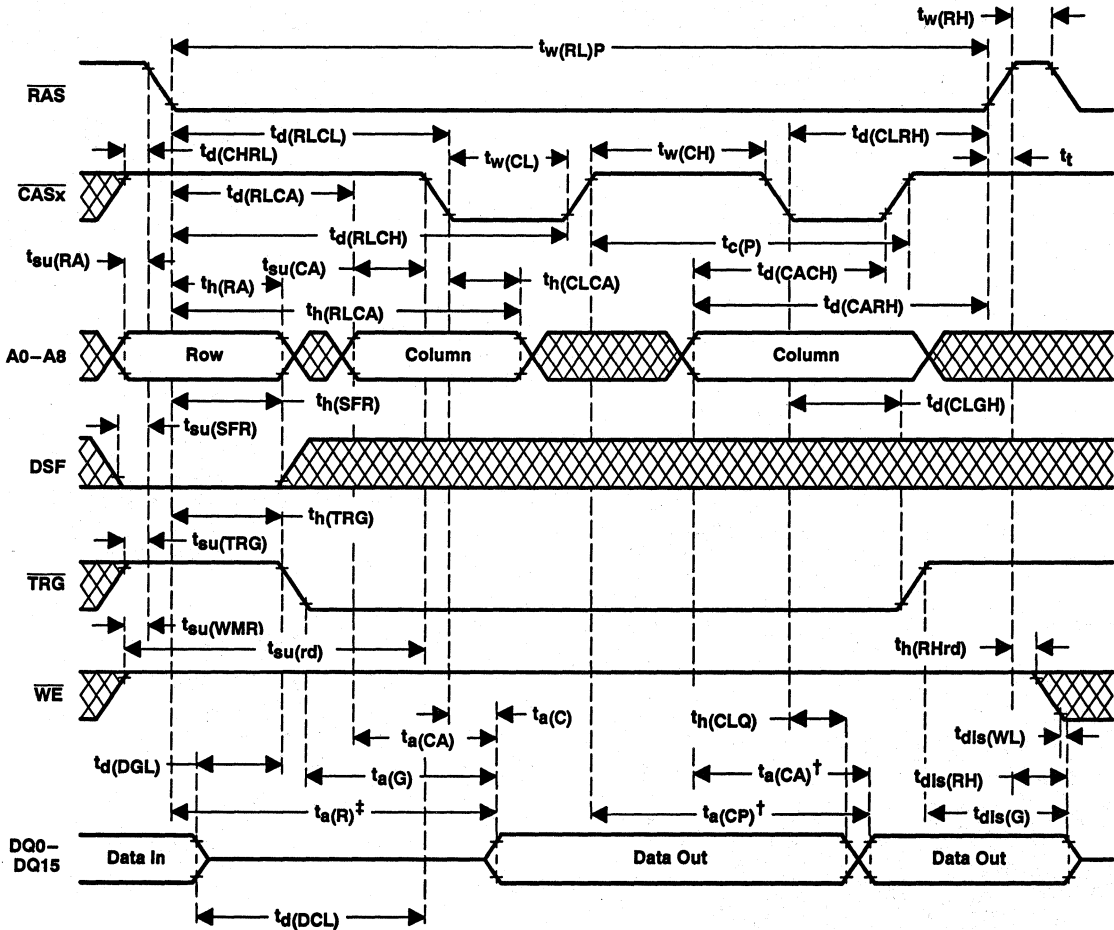 tw(RH)
tw(RL)P
RAS
td(RLCL)
td(CLRH)
td(CHRL)
tw(CL)
tw(CH)
tt
CASx
td(RLCA)
td(RLCH)
tc(P)
tsu(RA)
tsu(CA)
th(RA)
th(CLCA)
td(CACH)
th(RLCA)
td(CARH)
A0–A8
Row
Column
Column
th(SFR)
td(CLGH)
tsu(SFR)
DSF
th(TRG)
tsu(TRG)
TRG
tsu(WMR)
tsu(rd)
th(RHrd)
WE
ta(C)
th(CLQ)
ta(CA)
tdis(WL)
td(DGL)
ta(G)
ta(CA)†
tdis(RH)
ta(R)‡
ta(CP)†
tdis(G)
DQ0–
DQ15
Data In
Data Out
Data Out
td(DCL)